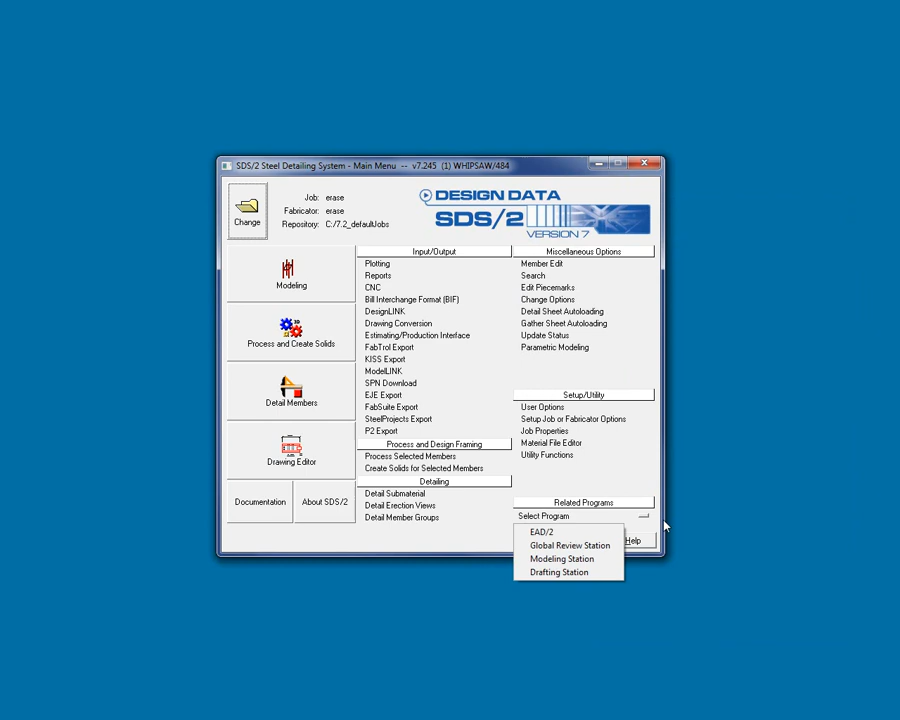 SDS/2 Steel Detailing System - Main Menu -- v7.245 (1) WHIPSAW/484
Change
Job: erase
Fabricator: erase
Repository: C:/7.2_defaultJobs
DESIGN DATA
SDS/2
VERSION 7
Modeling
Process and Create Solids
Detail Members
Drawing Editor
Documentation
About SDS/2
Input/Output
Plotting
Reports
CNC
Bill Interchange Format (BIF)
DesignLINK
Drawing Conversion
Estimating/Production Interface
FabTrol Export
KISS Export
ModelLINK
SPN Download
EJE Export
FabSuite Export
SteelProjects Export
P2 Export
Process and Design Framing
Process Selected Members
Create Solids for Selected Members
Detailing
Detail Submaterial
Detail Erection Views
Detail Member Groups
Miscellaneous Options
Member Edit
Search
Edit Piecemarks
Change Options
Detail Sheet Autoloading
Gather Sheet Autoloading
Update Status
Parametric Modeling
Setup/Utility
User Options
Setup Job or Fabricator Options
Job Properties
Material File Editor
Utility Functions
Related Programs
Select Program
EAD/2
Global Review Station
Modeling Station
Drafting Station
Help